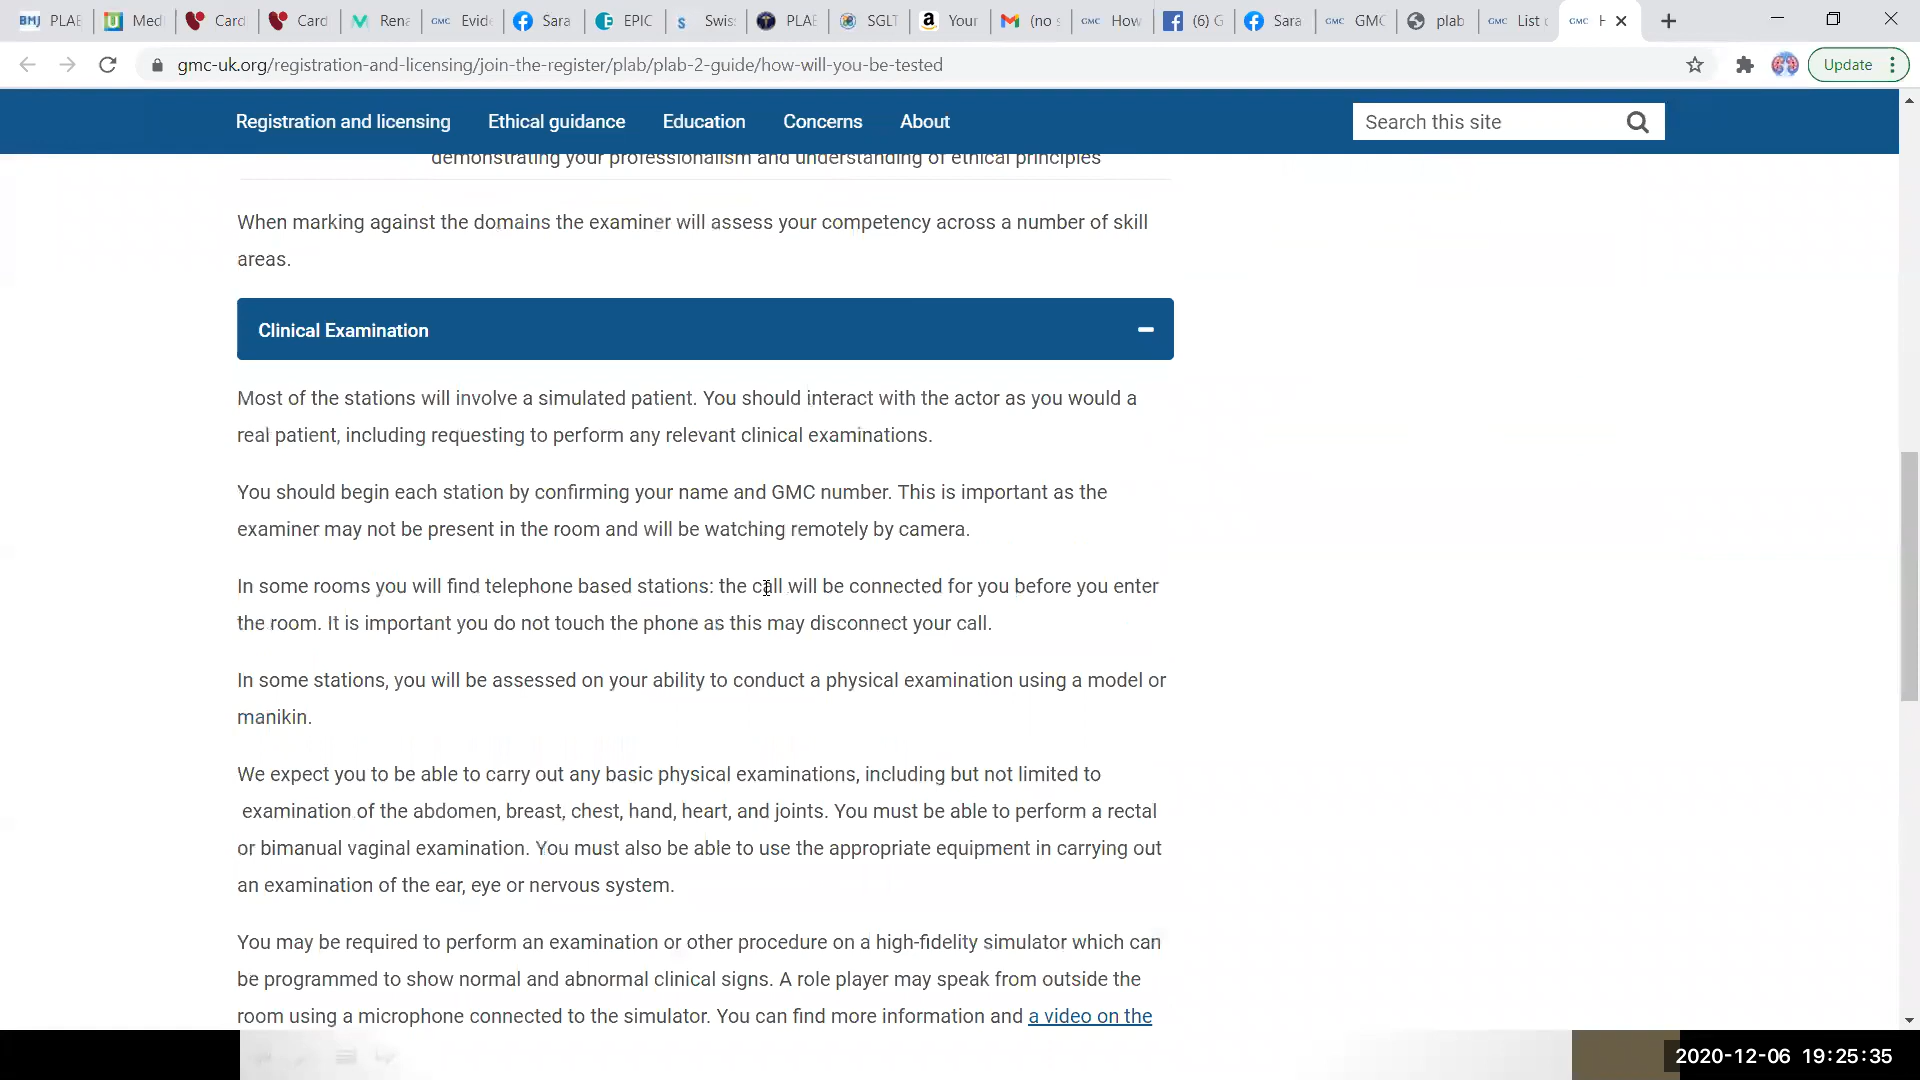 PLAE
Med
Card
Card
Rena
GMC Evid
Sara
EPIC
Swis
PLAE
SGLT
Your
(no s
GMC How
(6) G
Sara
GMC GMC
plab
GMC List o
GMC H
gmc-uk.org/registration-and-licensing/join-the-register/plab/plab-2-guide/how-will-you-be-tested
Update
Registration and licensing Ethical guidance Education Concerns About
Search this site
demonstrating your professionalism and understanding of ethical principles
When marking against the domains the examiner will assess your competency across a number of skill
areas.
Clinical Examination
Most of the stations will involve a simulated patient. You should interact with the actor as you would a
real patient, including requesting to perform any relevant clinical examinations.
You should begin each station by confirming your name and GMC number. This is important as the
examiner may not be present in the room and will be watching remotely by camera.
In some rooms you will find telephone based stations: the call will be connected for you before you enter
the room. It is important you do not touch the phone as this may disconnect your call.
In some stations, you will be assessed on your ability to conduct a physical examination using a model or
manikin.
We expect you to be able to carry out any basic physical examinations, including but not limited to
examination of the abdomen, breast, chest, hand, heart, and joints. You must be able to perform a rectal
or bimanual vaginal examination. You must also be able to use the appropriate equipment in carrying out
an examination of the ear, eye or nervous system.
You may be required to perform an examination or other procedure on a high-fidelity simulator which can
be programmed to show normal and abnormal clinical signs. A role player may speak from outside the
room using a microphone connected to the simulator. You can find more information and a video on the
2020-12-06 19:25:35